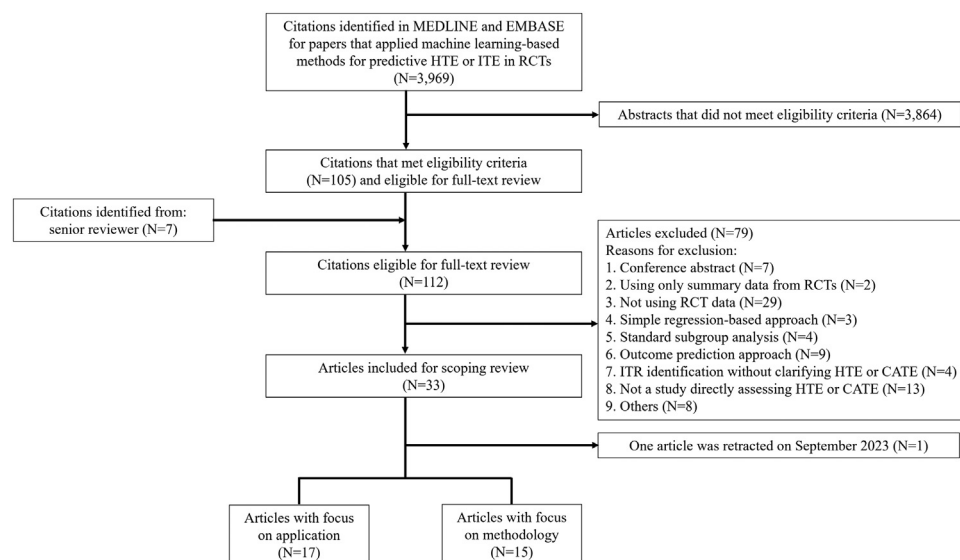 Citations identified in MEDLINE and EMBASE
for papers that applied machine learning-based
methods for predictive HTE or ITE in RCTs
(N=3,969)
Abstracts that did not meet eligibility criteria (N=3,864)
Citations that met eligibility criteria
(N=105) and eligible for full-text review
Citations identified from:
senior reviewer (N=7)
Citations eligible for full-text review
(N=112)
Articles excluded (N=79)
Reasons for exclusion:
1. Conference abstract (N=7)
2. Using only summary data from RCTs (N=2)
3. Not using RCT data (N=29)
4. Simple regression-based approach (N=3)
5. Standard subgroup analysis (N=4)
6. Outcome prediction approach (N=9)
7. ITR identification without clarifying HTE or CATE (N=4)
8. Not a study directly assessing HTE or CATE (N=13)
9. Others (N=8)
Articles included for scoping review
(N=33)
One article was retracted on September 2023 (N=1)
Articles with focus
on application
(N=17)
Articles with focus
on methodology
(N=15)